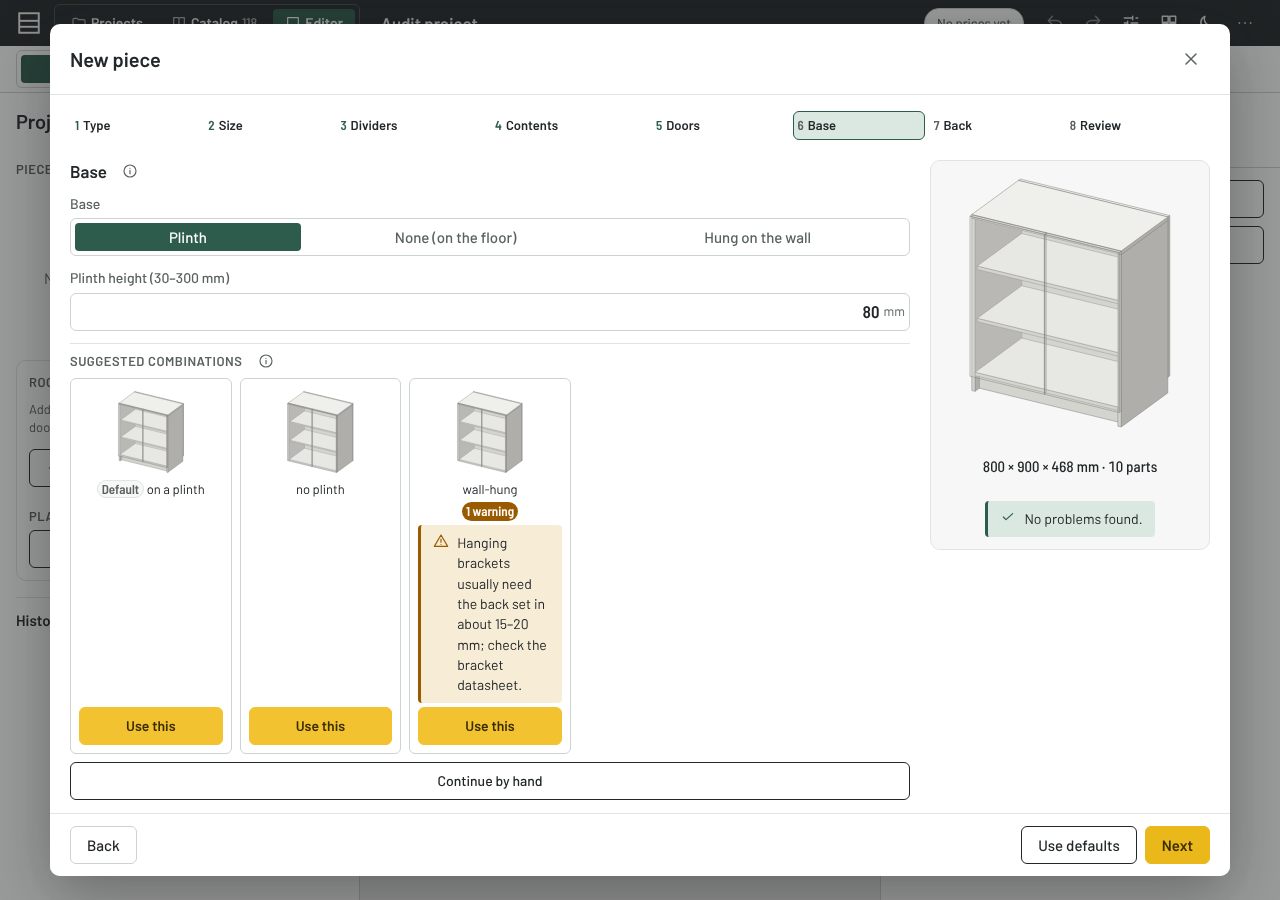 Projects
Catalog 118
Editor
Audit project
No prices yet
New piece
1 Type
2 Size
3 Dividers
4 Contents
5 Doors
6 Base
7 Back
8 Review
Base
Base
Plinth
None (on the floor)
Hung on the wall
Plinth height (30–300 mm)
80 mm
SUGGESTED COMBINATIONS
Default on a plinth
Use this
no plinth
Use this
wall-hung
1 warning
Hanging
brackets
usually need
the back set in
about 15–20
mm; check the
bracket
datasheet.
Use this
Continue by hand
800 × 900 × 468 mm · 10 parts
No problems found.
Back
Use defaults
Next